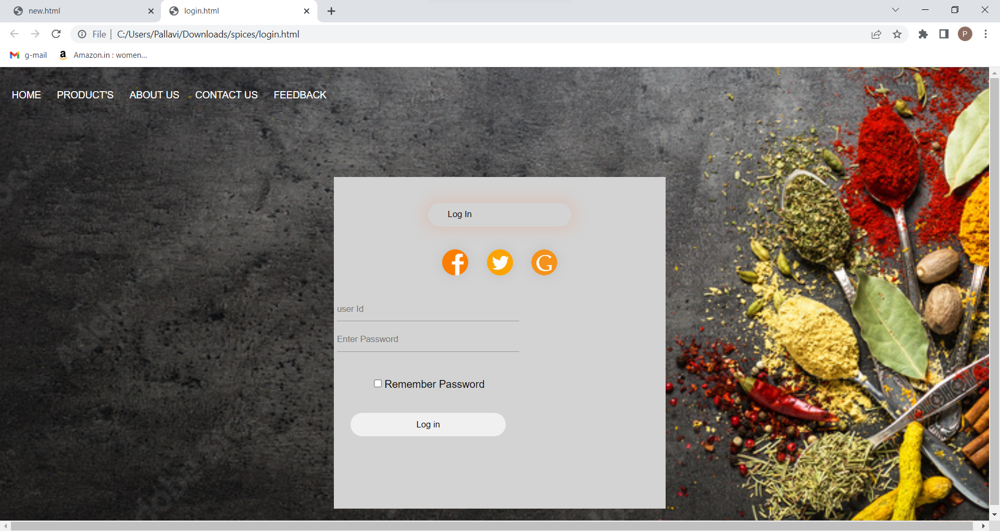 new.html
login.html
File
C:/Users/Pallavi/Downloads/spices/login.html
P
g-mail
a
Amazon.in : women...
HOME PRODUCT'S ABOUT US CONTACT US FEEDBACK
Log In
f
G
user Id
Enter Password
Remember Password
Log in